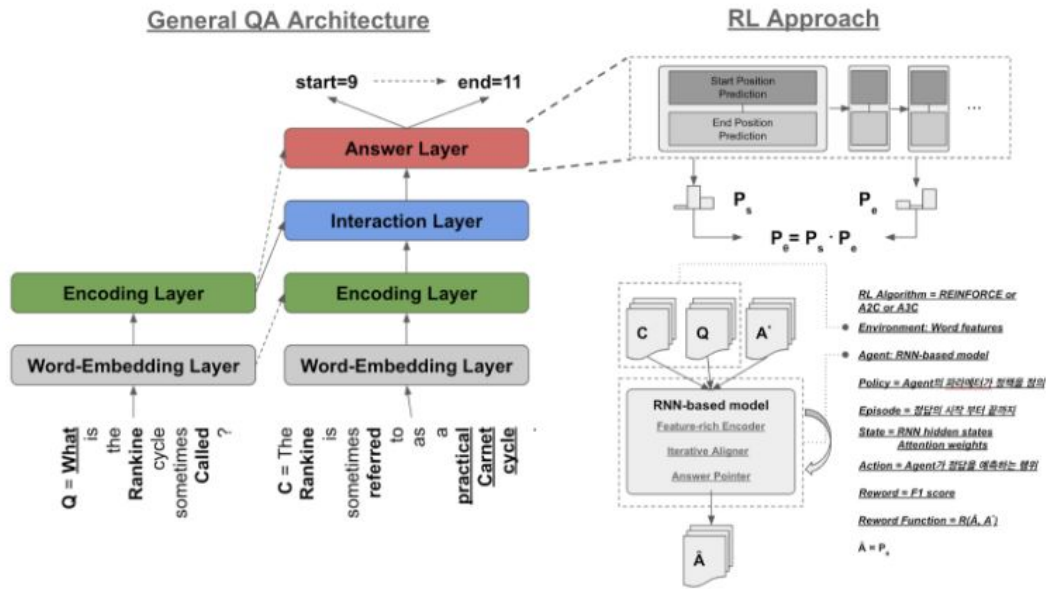 General QA Architecture
start=9
end=11
Answer Layer
Interaction Layer
Encoding Layer
Encoding Layer
Word-Embedding Layer
Word-Embedding Layer
Q = What
is
the
Rankine
cycle
sometimes
Called
?
C = The
Rankine
is
sometimes
referred
to
as
a
practical
Carnet
cycle
.
RL Approach
Start Position
Prediction
End Position
Prediction
...
Ps
Pe
Pe = Ps · Pe
C
Q
A*
RNN-based model
Feature-rich Encoder
Iterative Aligner
Answer Pointer
Â
RL Algorithm = REINFORCE or
A2C or A3C
Environment: Word features
Agent: RNN-based model
Policy = Agent의 파라메터가 정책을 정의
Episode = 정답의 시작 부터 끝까지
State = RNN hidden states
Attention weights
Action = Agent가 정답을 예측하는 행위
Reword = F1 score
Reword Function = R(Â, A*)
Â = Ps